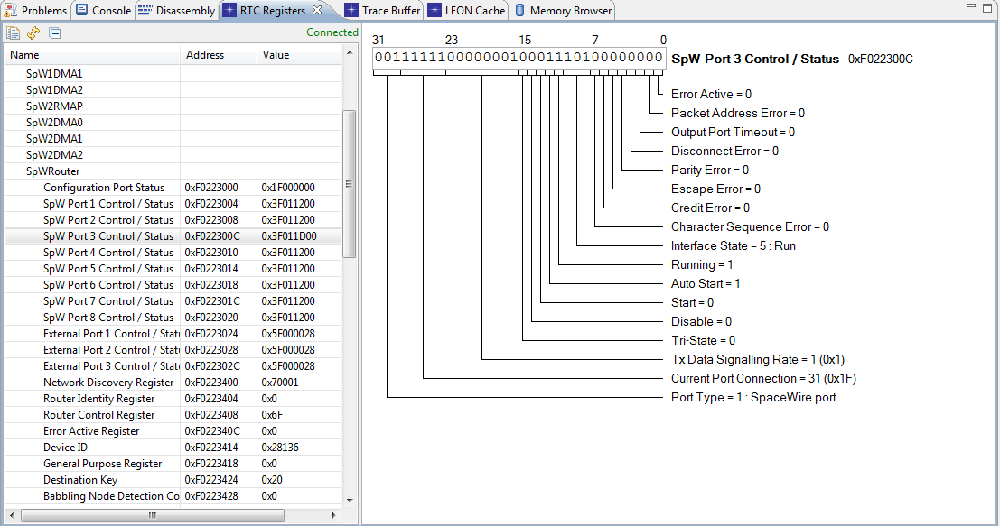 Problems Console Disassembly RTC Registers Trace Buffer LEON Cache Memory Browser
Connected
Name Address Value
SpW1DMA1
SpW1DMA2
SpW2RMAP
SpW2DMA0
SpW2DMA1
SpW2DMA2
SpWRouter
Configuration Port Status 0xF0223000 0x1F000000
SpW Port 1 Control / Status 0xF0223004 0x3F011200
SpW Port 2 Control / Status 0xF0223008 0x3F011200
SpW Port 3 Control / Status 0xF022300C 0x3F011D00
SpW Port 4 Control / Status 0xF0223010 0x3F011200
SpW Port 5 Control / Status 0xF0223014 0x3F011200
SpW Port 6 Control / Status 0xF0223018 0x3F011200
SpW Port 7 Control / Status 0xF022301C 0x3F011200
SpW Port 8 Control / Status 0xF0223020 0x3F011200
External Port 1 Control / Statu 0xF0223024 0x5F000028
External Port 2 Control / Statu 0xF0223028 0x5F000028
External Port 3 Control / Statu 0xF022302C 0x5F000028
Network Discovery Register 0xF0223400 0x70001
Router Identity Register 0xF0223404 0x0
Router Control Register 0xF0223408 0x6F
Error Active Register 0xF022340C 0x0
Device ID 0xF0223414 0x28136
General Purpose Register 0xF0223418 0x0
Destination Key 0xF0223424 0x20
Babbling Node Detection Co 0xF0223428 0x0
31 23 15 7 0
00111111000000010001110100000000 SpW Port 3 Control / Status 0xF022300C
Error Active = 0
Packet Address Error = 0
Output Port Timeout = 0
Disconnect Error = 0
Parity Error = 0
Escape Error = 0
Credit Error = 0
Character Sequence Error = 0
Interface State = 5 : Run
Running = 1
Auto Start = 1
Start = 0
Disable = 0
Tri-State = 0
Tx Data Signalling Rate = 1 (0x1)
Current Port Connection = 31 (0x1F)
Port Type = 1 : SpaceWire port